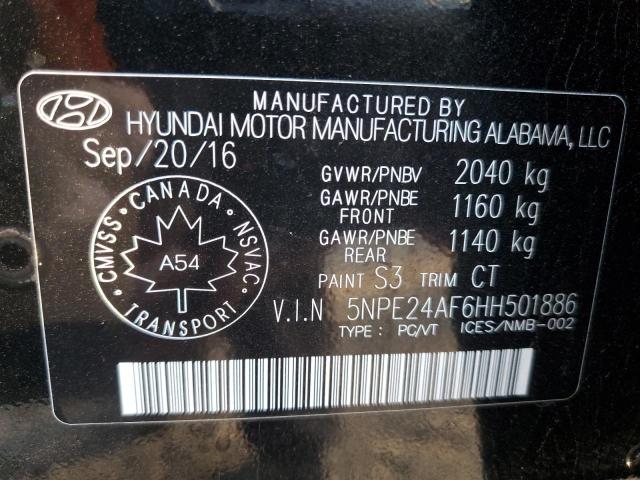 MANUFACTURED BY
HYUNDAI MOTOR MANUFACTURING ALABAMA, LLC
Sep/20/16
GVWR/PNBV 2040 kg
GAWR/PNBE FRONT 1160 kg
GAWR/PNBE REAR 1140 kg
PAINT S3 TRIM CT
CMVSS · CANADA · NSVAC
A54
TRANSPORT
V.I.N 5NPE24AF6HH501886
TYPE : PC/VT ICES/NMB-002